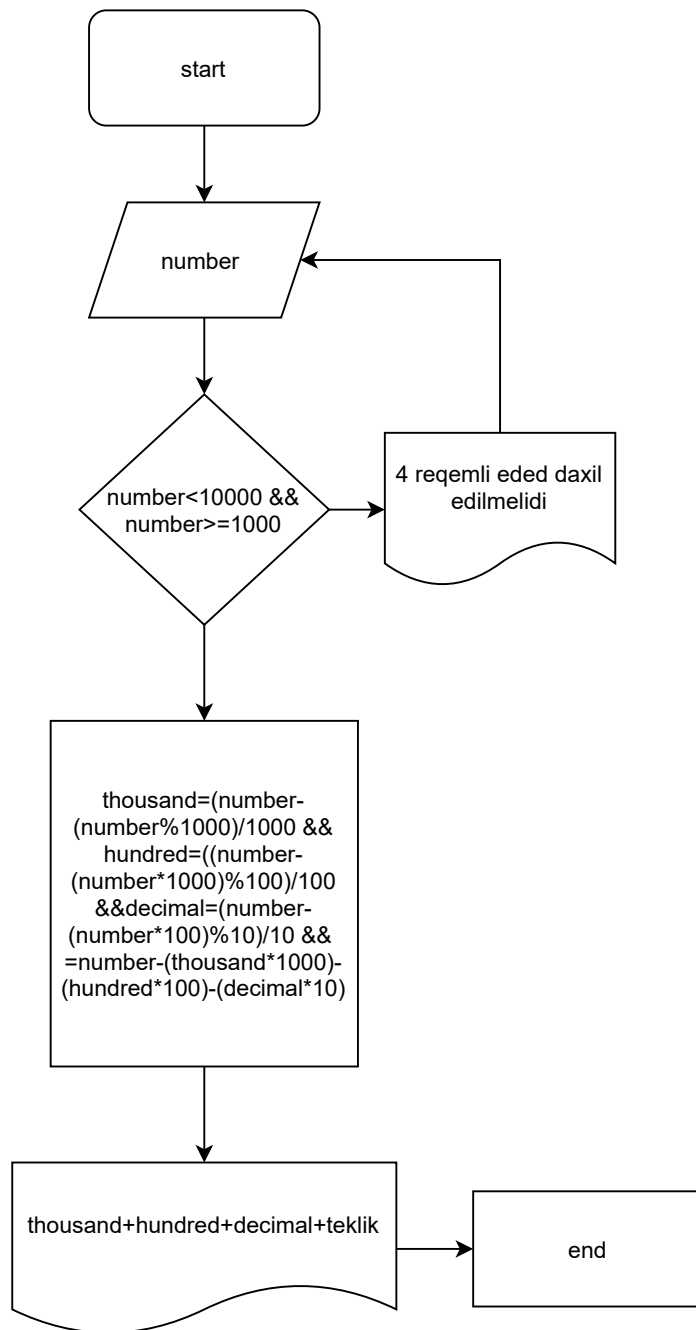 start
number
number<10000 &&
number>=1000
4 reqemli eded daxil
edilmelidi
thousand=(number-
(number%1000)/1000 &&
hundred=((number-
(number*1000)%100)/100
&&decimal=(number-
(number*100)%10)/10 &&
=number-(thousand*1000)-
(hundred*100)-(decimal*10)
thousand+hundred+decimal+teklik
end